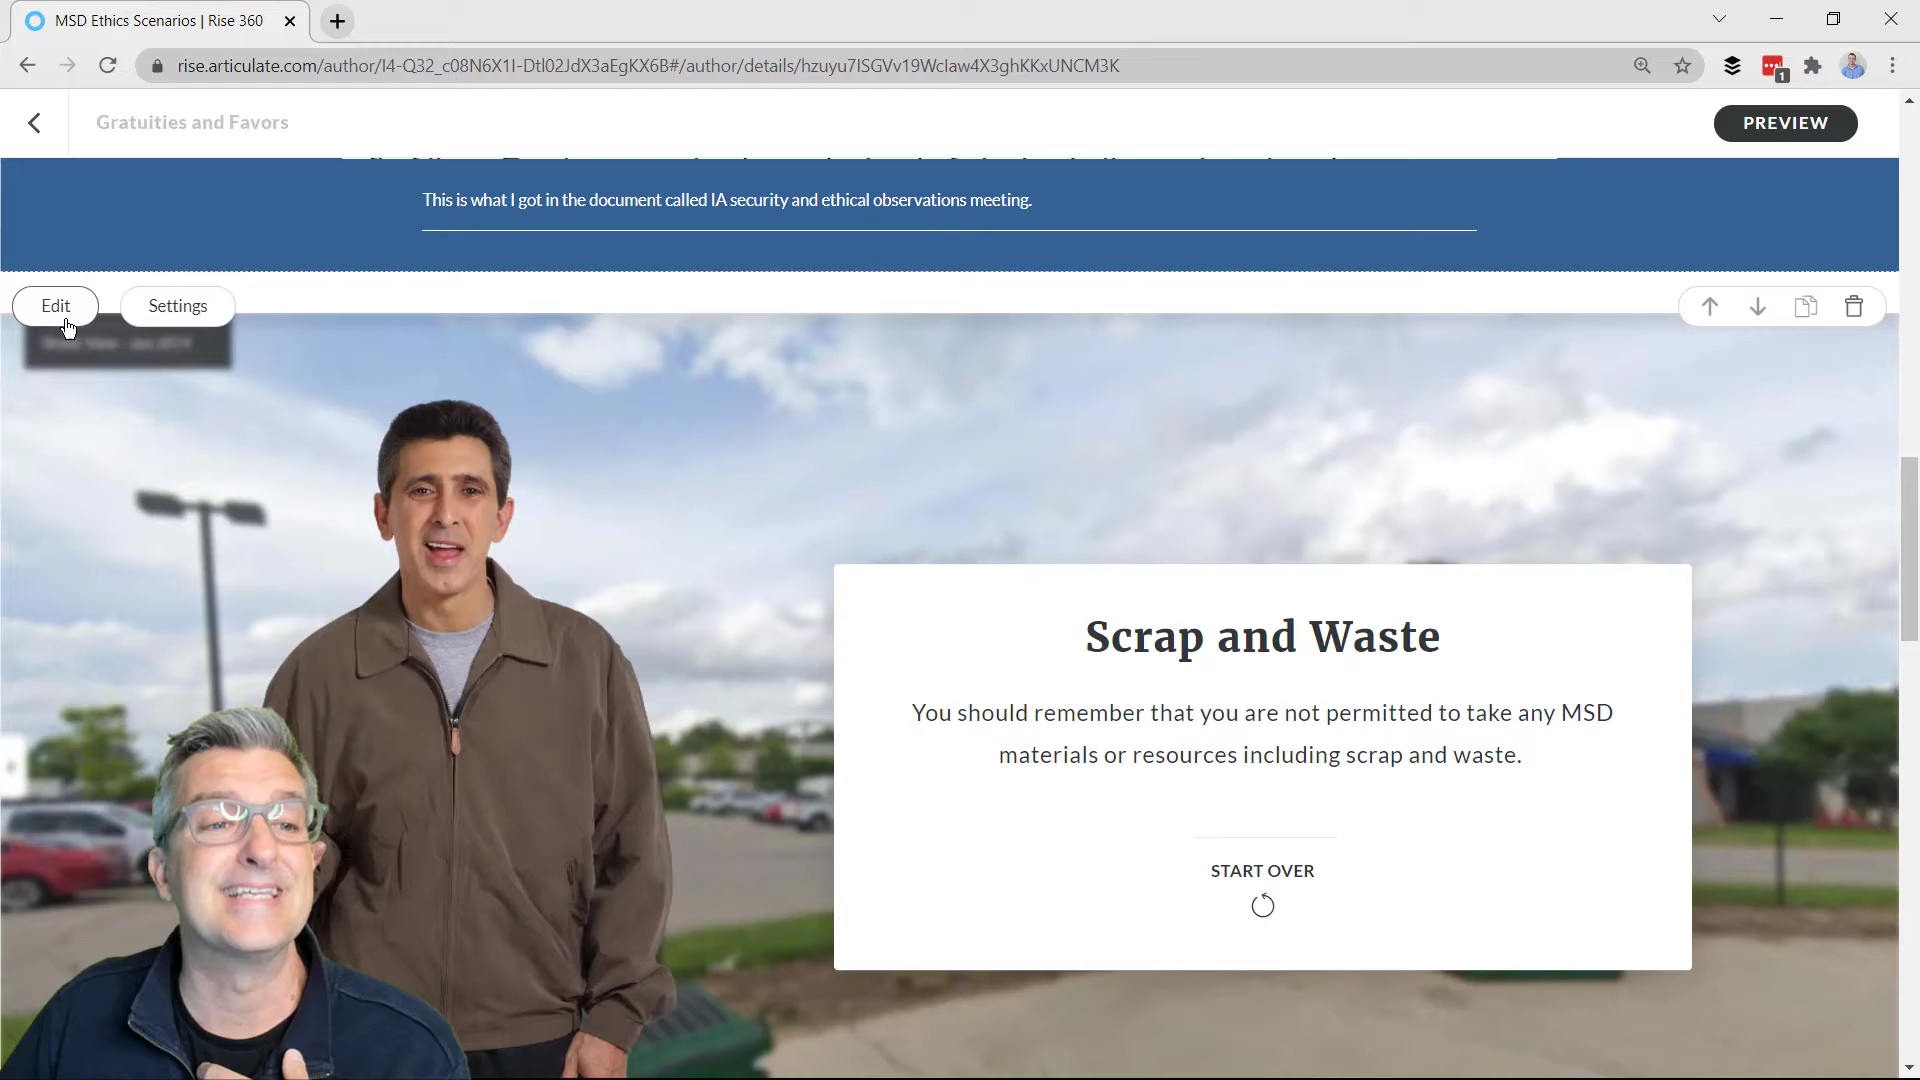 MSD Ethics Scenarios | Rise 360
rise.articulate.com/author/I4-Q32_c08N6X1I-DtI02JdX3aEgKX6B#/author/details/hzuyu7ISGVv19WcIaw4X3ghKKxUNCM3K
1
Gratuities and Favors
PREVIEW
This is what I got in the document called IA security and ethical observations meeting.
Edit
Settings
Scrap and Waste
You should remember that you are not permitted to take any MSD
materials or resources including scrap and waste.
START OVER